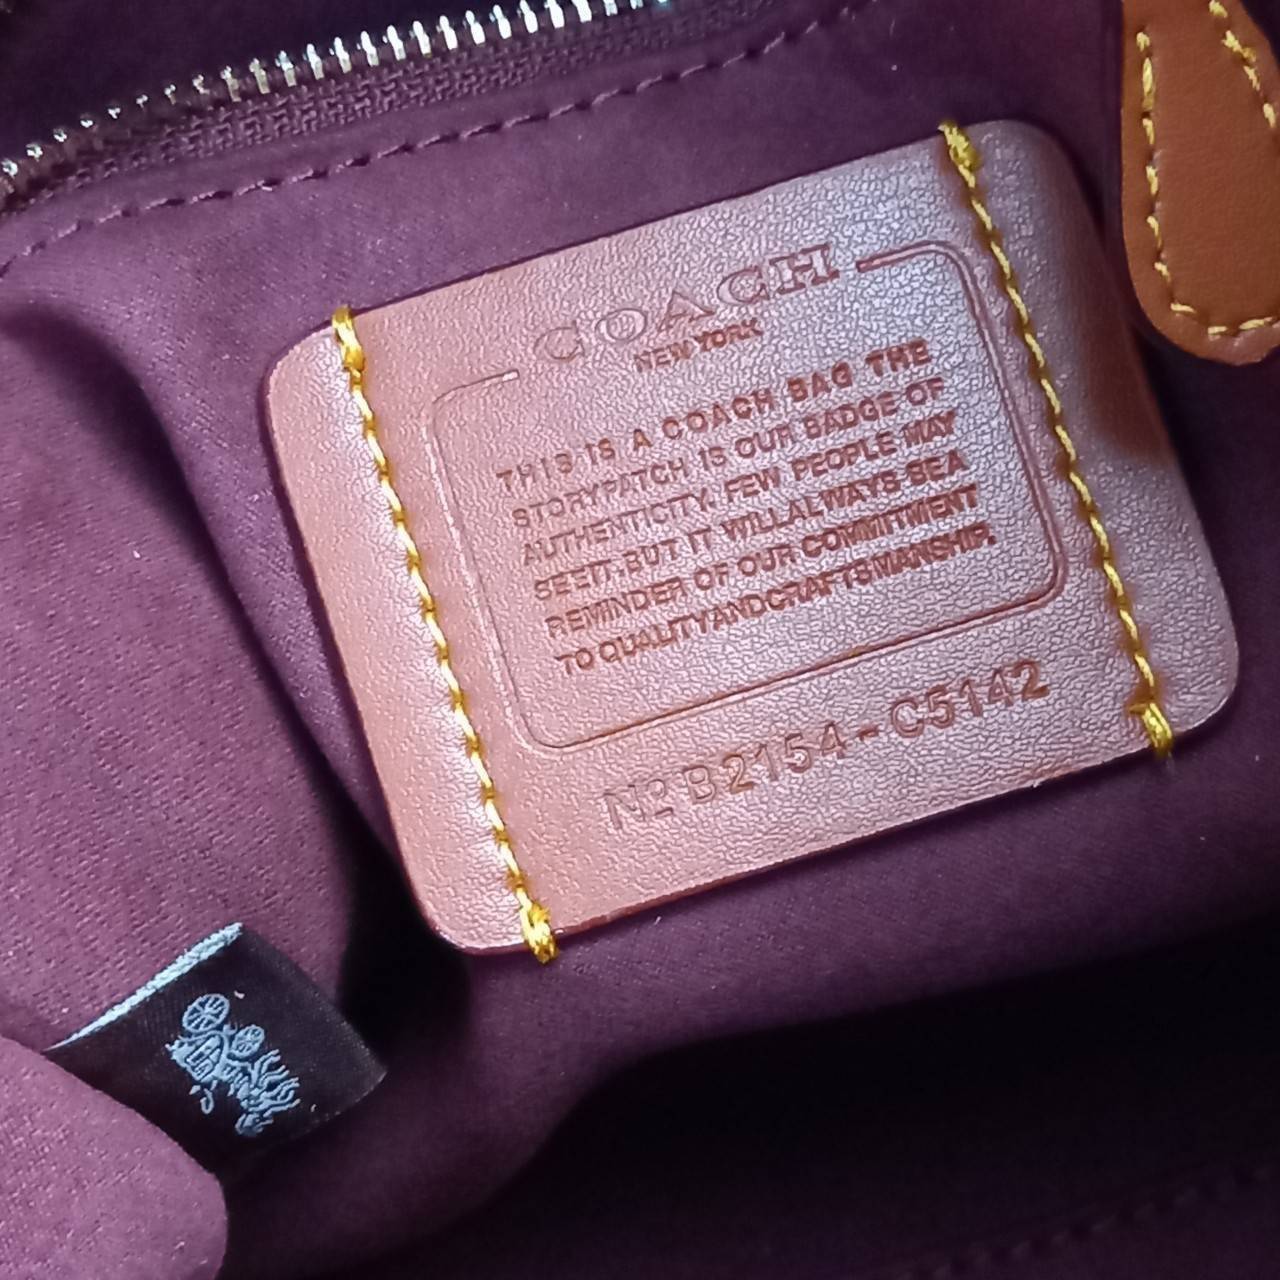 COACH
NEW YORK
THIS IS A COACH BAG THE
STORYPATCH IS OUR BADGE OF
AUTHENTICITY. FEW PEOPLE MAY
SEEIT.BUT IT WILLALWAYS SEA
REMINDER OF OUR COMMITMENT
TO QUALITYANDCRAFTSMANSHIP.
Nº B2154-C5142